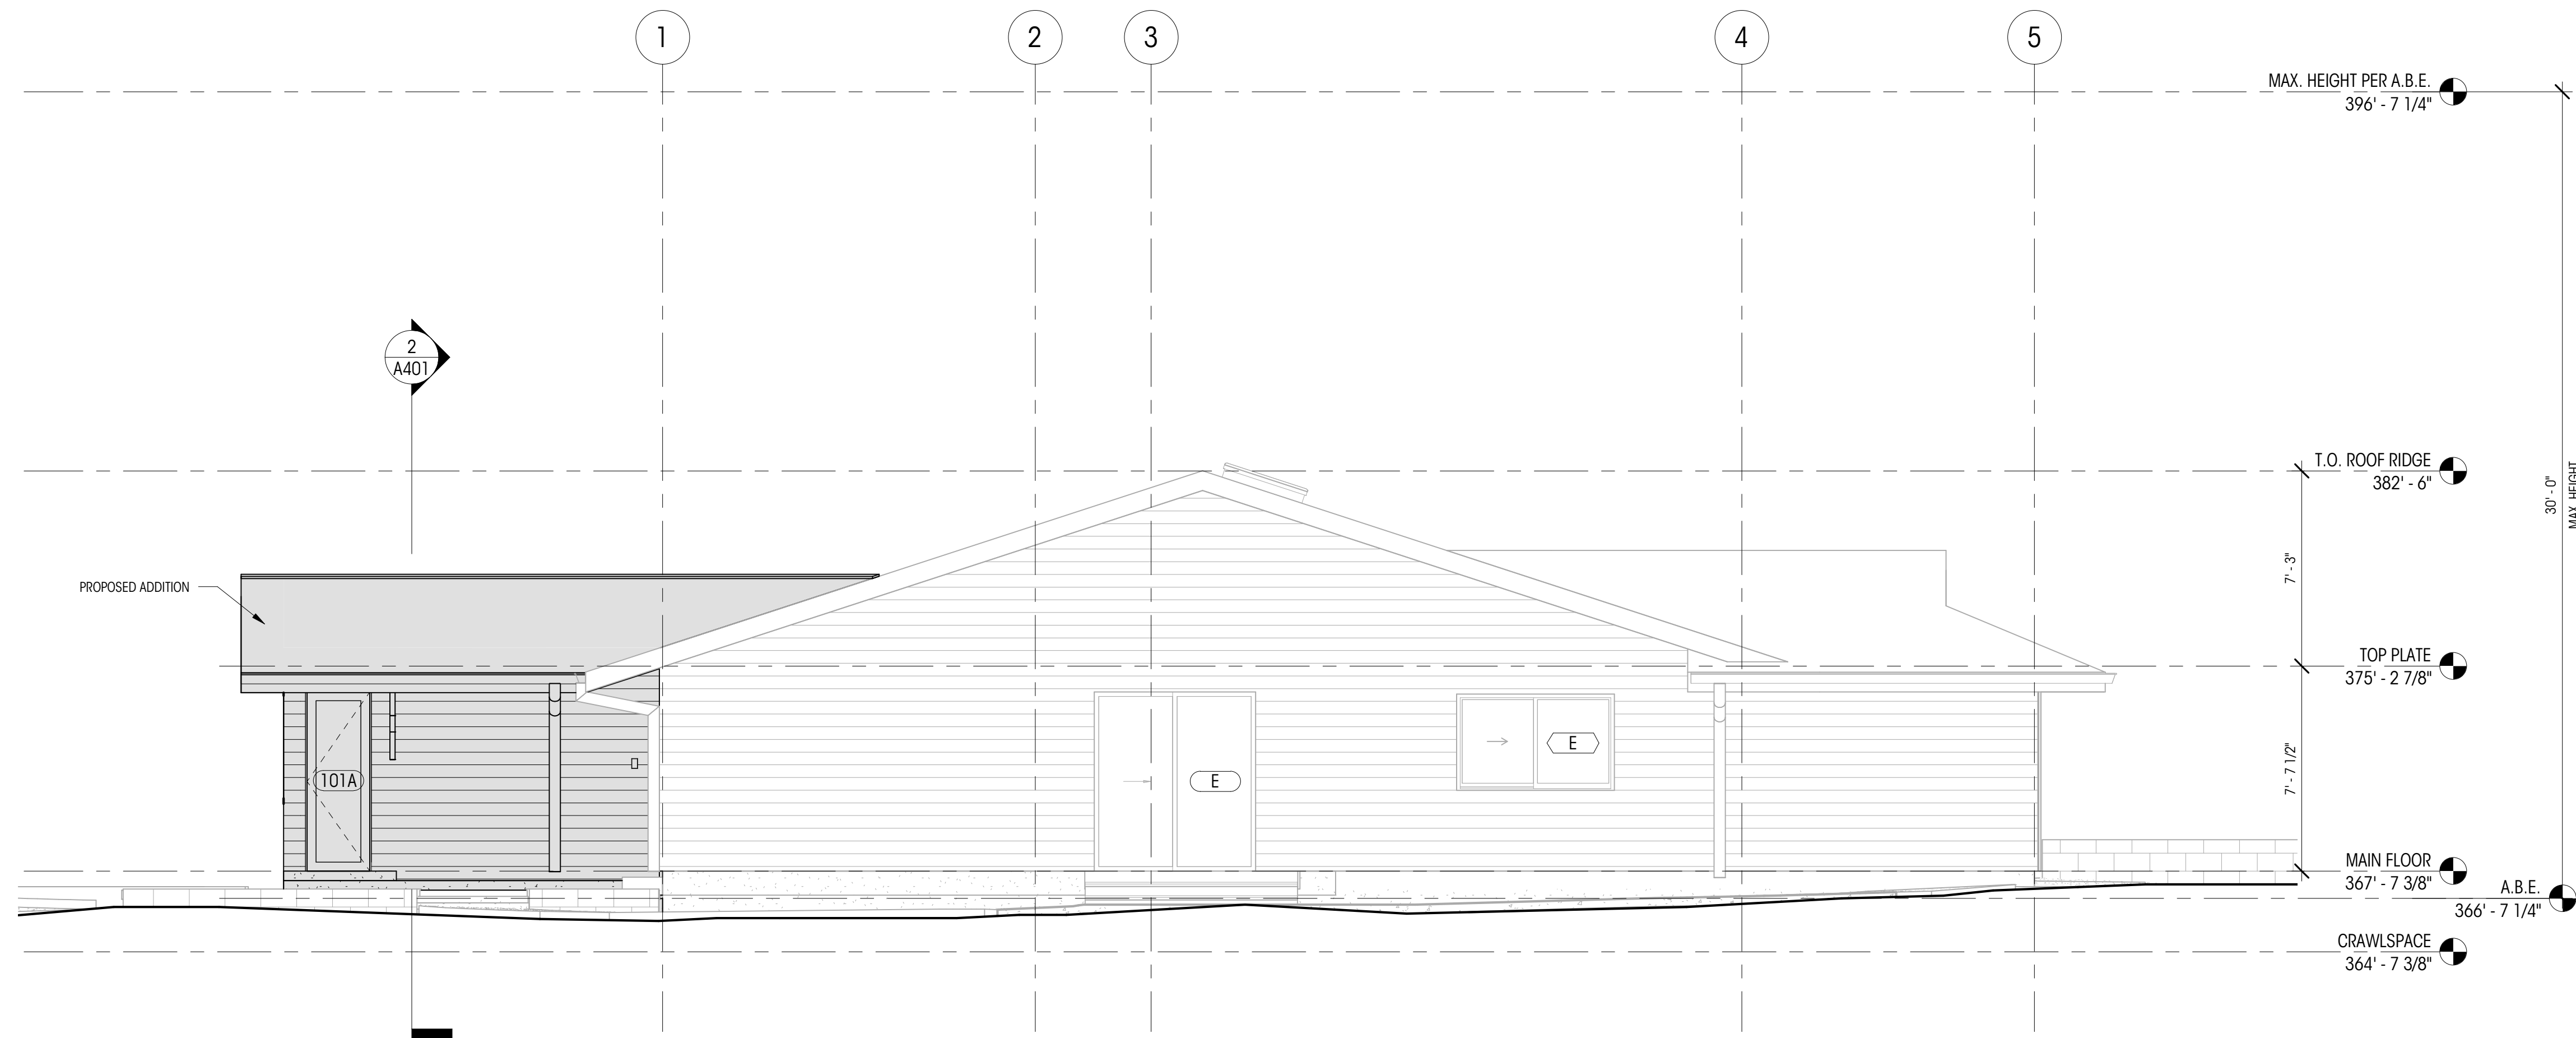 1
2
3
4
5
MAX. HEIGHT PER A.B.E.
396' - 7 1/4"
2
A401
T.O. ROOF RIDGE
382' - 6"
30' - 0"
MAX. HEIGHT
7' - 3"
PROPOSED ADDITION
TOP PLATE
375' - 2 7/8"
7' - 7 1/2"
101A
E
E
MAIN FLOOR
367' - 7 3/8"
A.B.E.
366' - 7 1/4"
CRAWLSPACE
364' - 7 3/8"